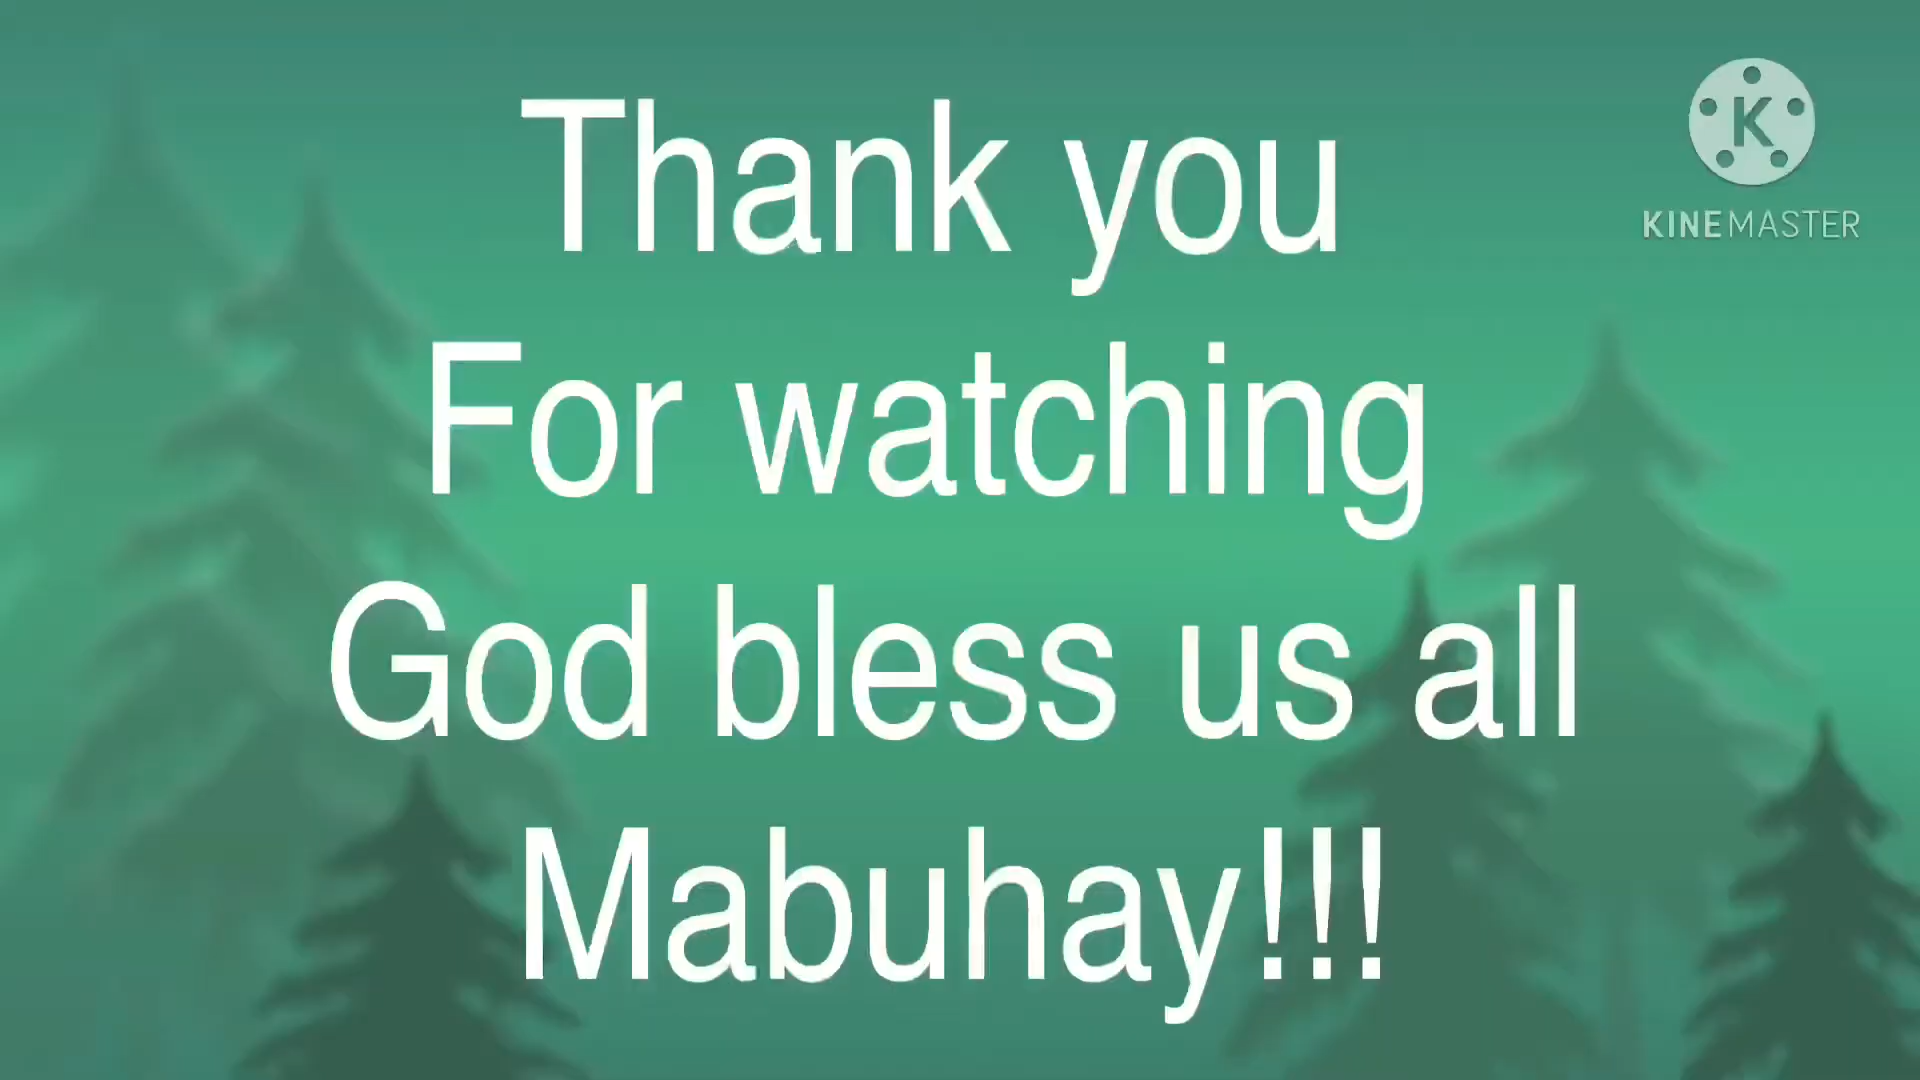 Thank you
For watching
God bless us all
Mabuhay!!!
K
KINEMASTER